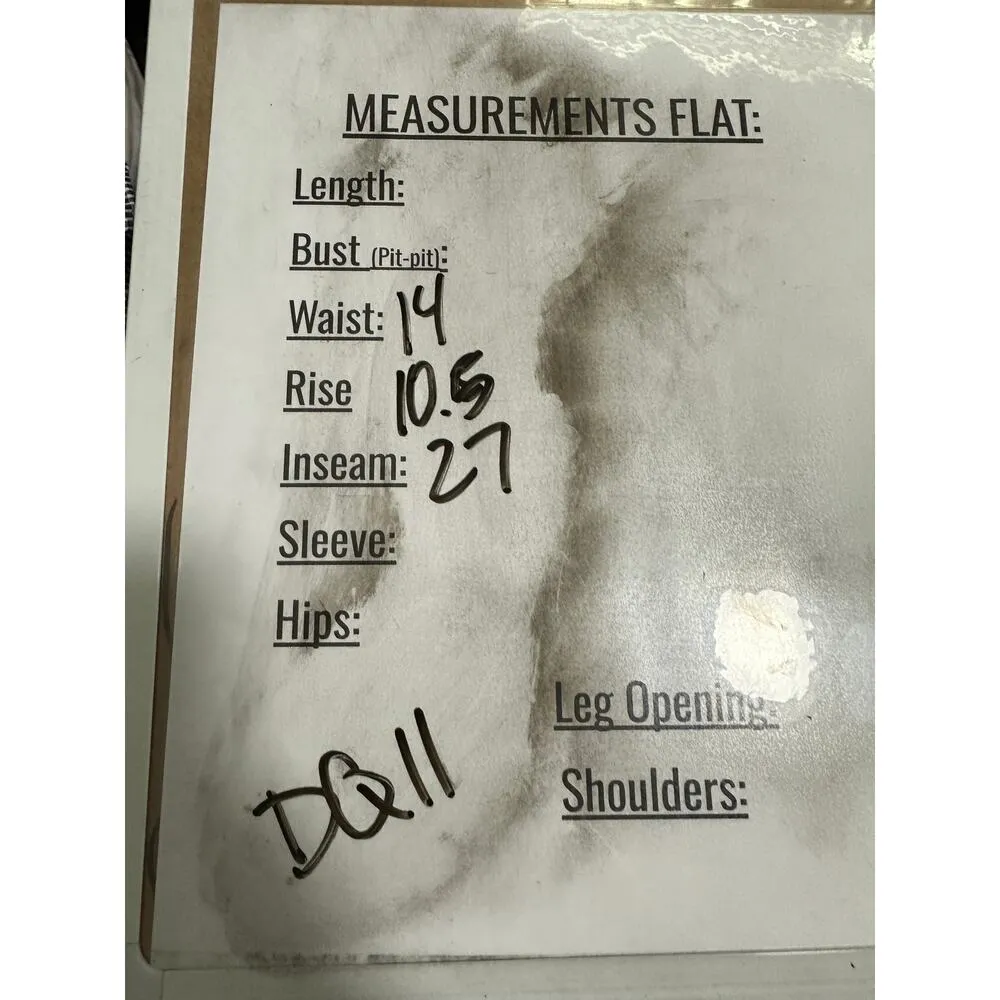 MEASUREMENTS FLAT:
Length:
Bust (Pit-pit):
Waist: 14
Rise 10.5
Inseam: 27
Sleeve:
Hips:
Leg Opening:
Shoulders:
DQ11